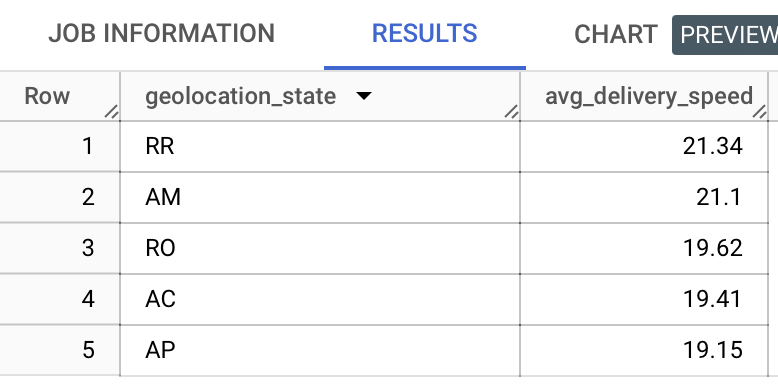 JOB INFORMATION RESULTS CHART PREVIEW
Row geolocation_state avg_delivery_speed
1 RR 21.34
2 AM 21.1
3 RO 19.62
4 AC 19.41
5 AP 19.15